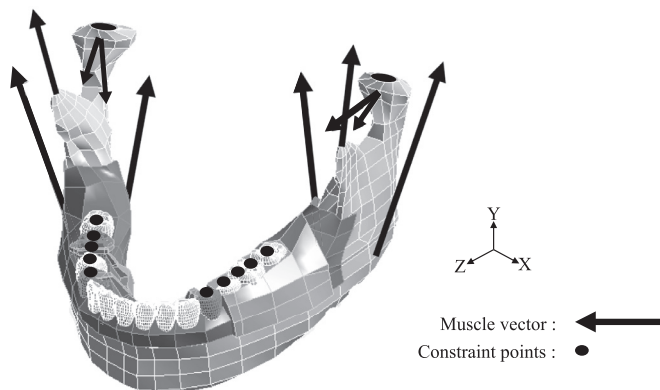 Y
Z
X
Muscle vector :
Constraint points :